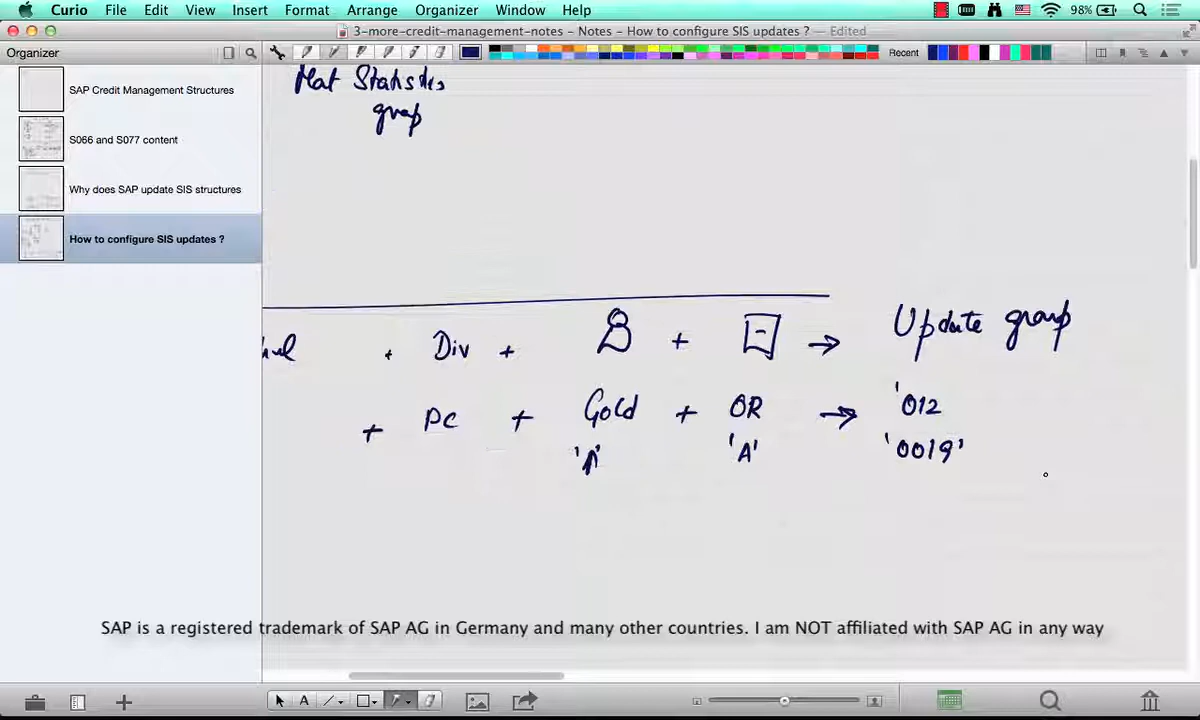 Curio File Edit View Insert Format Arrange Organizer Window Help 98%
3-more-credit-management-notes — Notes — How to configure SIS updates ? — Edited
Organizer
Recent
SAP Credit Management Structures
S066 and S077 content
Why does SAP update SIS structures
How to configure SIS updates ?
Mat Statistics
group
+ Div + + → Update group
+ PC + Gold + OR → '012
'A' 'A' '0019'
SAP is a registered trademark of SAP AG in Germany and many other countries. I am NOT affiliated with SAP AG in any way
A